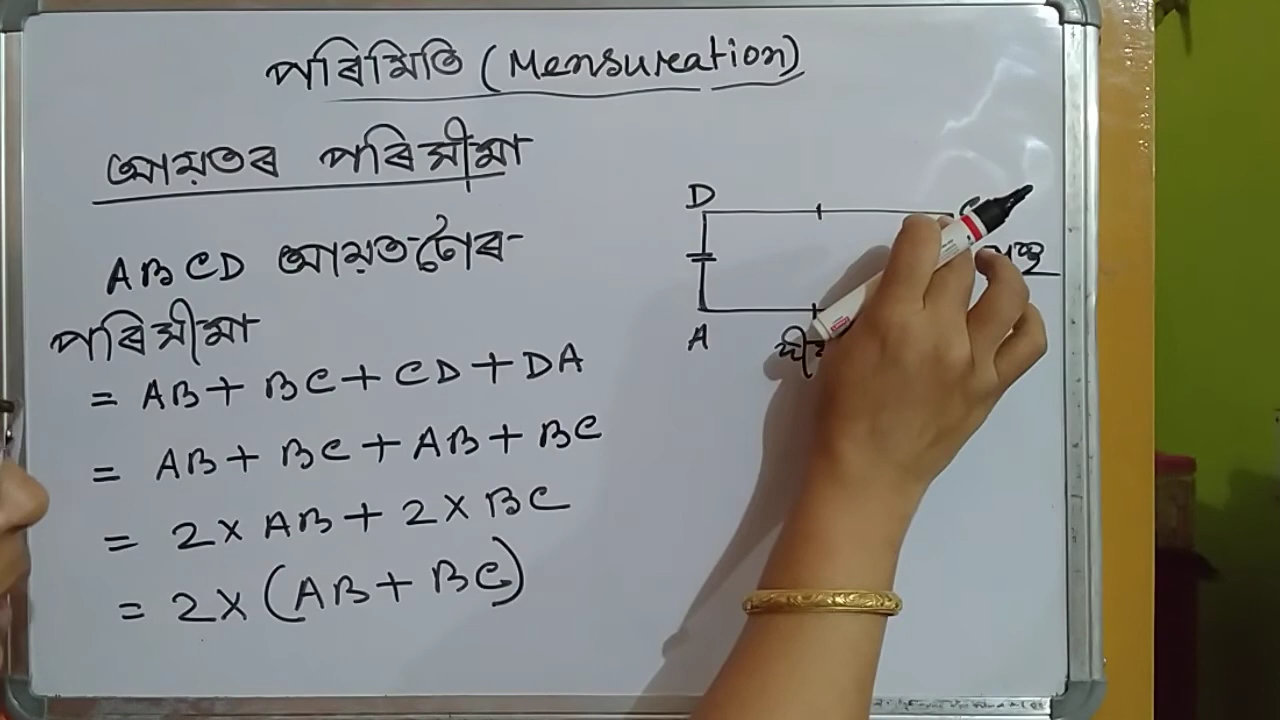 পৰিমিতি (Mensuration)
আয়তৰ পৰিসীমা
ABCD আয়তটোৰ
পৰিসীমা
= AB + BC + CD + DA
= AB + BC + AB + BC
= 2 × AB + 2 × BC
= 2 × (AB + BC)
D C
A